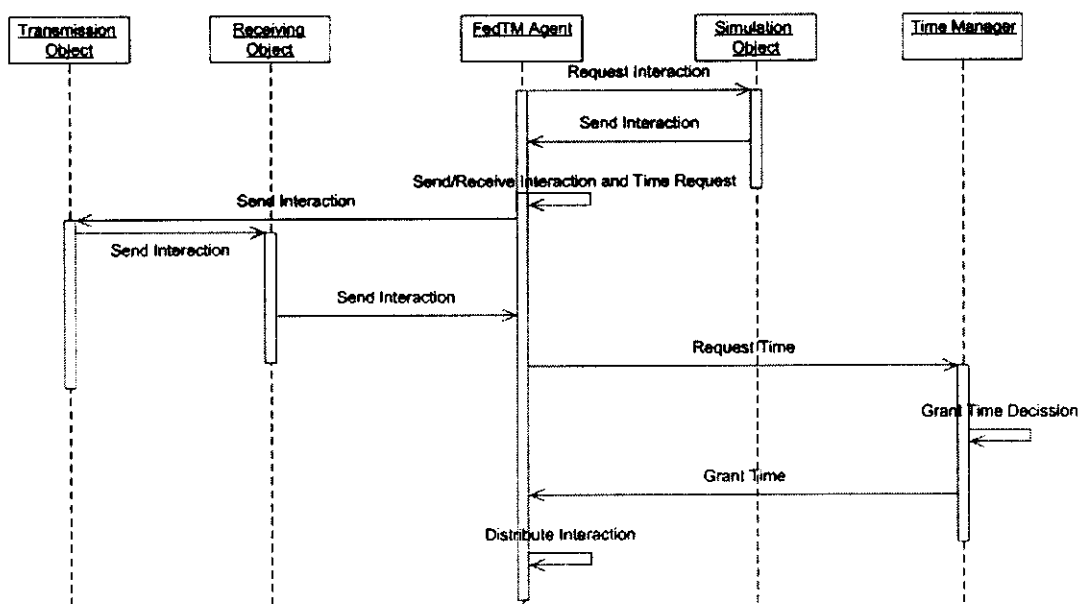 Transmission
Object
Receiving
Object
FedTM Agent
Simulation
Object
Time Manager
Request Interaction
Send Interaction
Send/Receive Interaction and Time Request
Send Interaction
Send Interaction
Send Interaction
Request Time
Grant Time Decission
Grant Time
Distribute Interaction